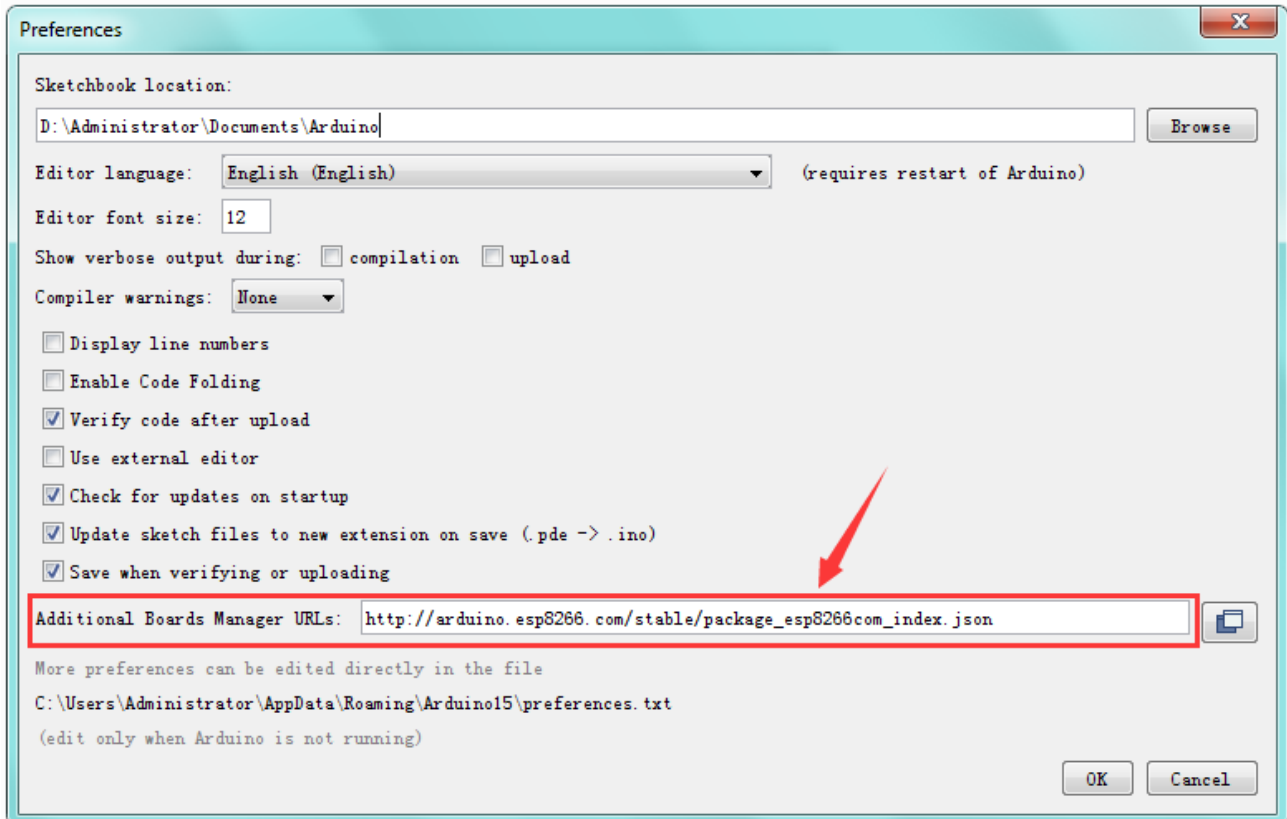 Preferences
Sketchbook location:
D:\Administrator\Documents\Arduino
Browse
Editor language: English (English) (requires restart of Arduino)
Editor font size: 12
Show verbose output during: compilation upload
Compiler warnings: None
Display line numbers
Enable Code Folding
Verify code after upload
Use external editor
Check for updates on startup
Update sketch files to new extension on save (.pde -> .ino)
Save when verifying or uploading
Additional Boards Manager URLs: http://arduino.esp8266.com/stable/package_esp8266com_index.json
More preferences can be edited directly in the file
C:\Users\Administrator\AppData\Roaming\Arduino15\preferences.txt
(edit only when Arduino is not running)
OK Cancel